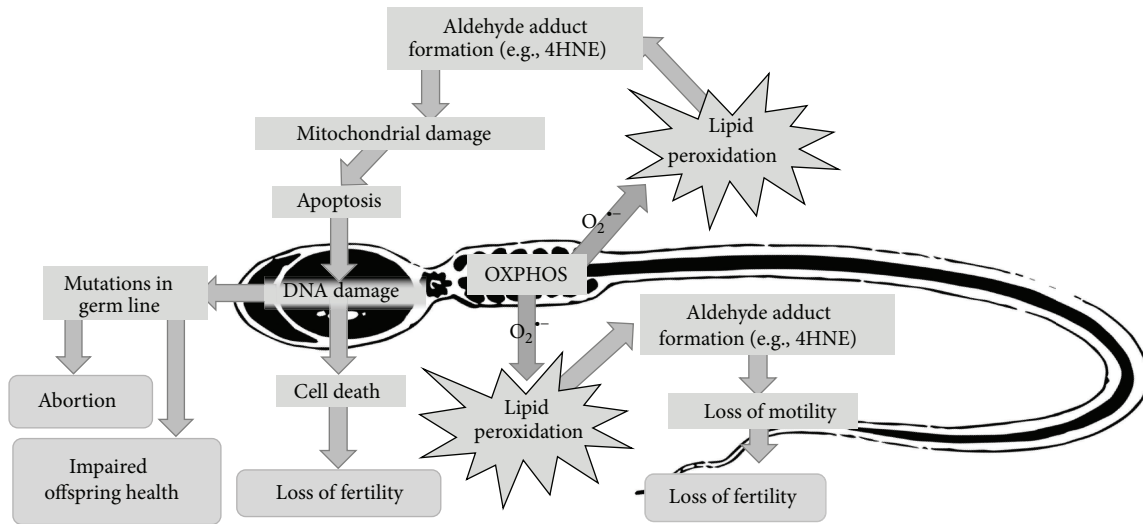 Aldehyde adduct
formation (e.g., 4HNE)
Lipid
peroxidation
Mitochondrial damage
Apoptosis
O₂•−
OXPHOS
Mutations in
germ line
DNA damage
O₂•−
Aldehyde adduct
formation (e.g., 4HNE)
Cell death
Abortion
Lipid
peroxidation
Loss of motility
Impaired
offspring health
Loss of fertility
Loss of fertility